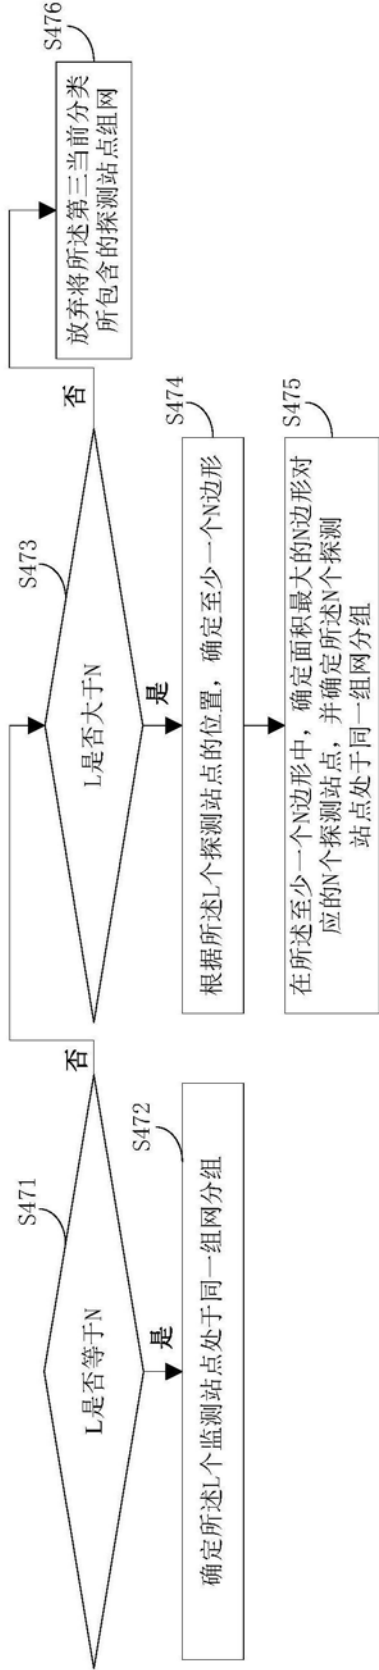 S471
L是否等于N
否
是
S472
确定所述L个监测站点处于同一组网分组
S473
L是否大于N
否
是
S474
根据所述L个探测站点的位置，确定至少一个N边形
S475
在所述至少一个N边形中，确定面积最大的N边形对
应的N个探测站点，并确定所述N个探测
站点处于同一组网分组
S476
放弃将所述第三当前分类
所包含的探测站点组网